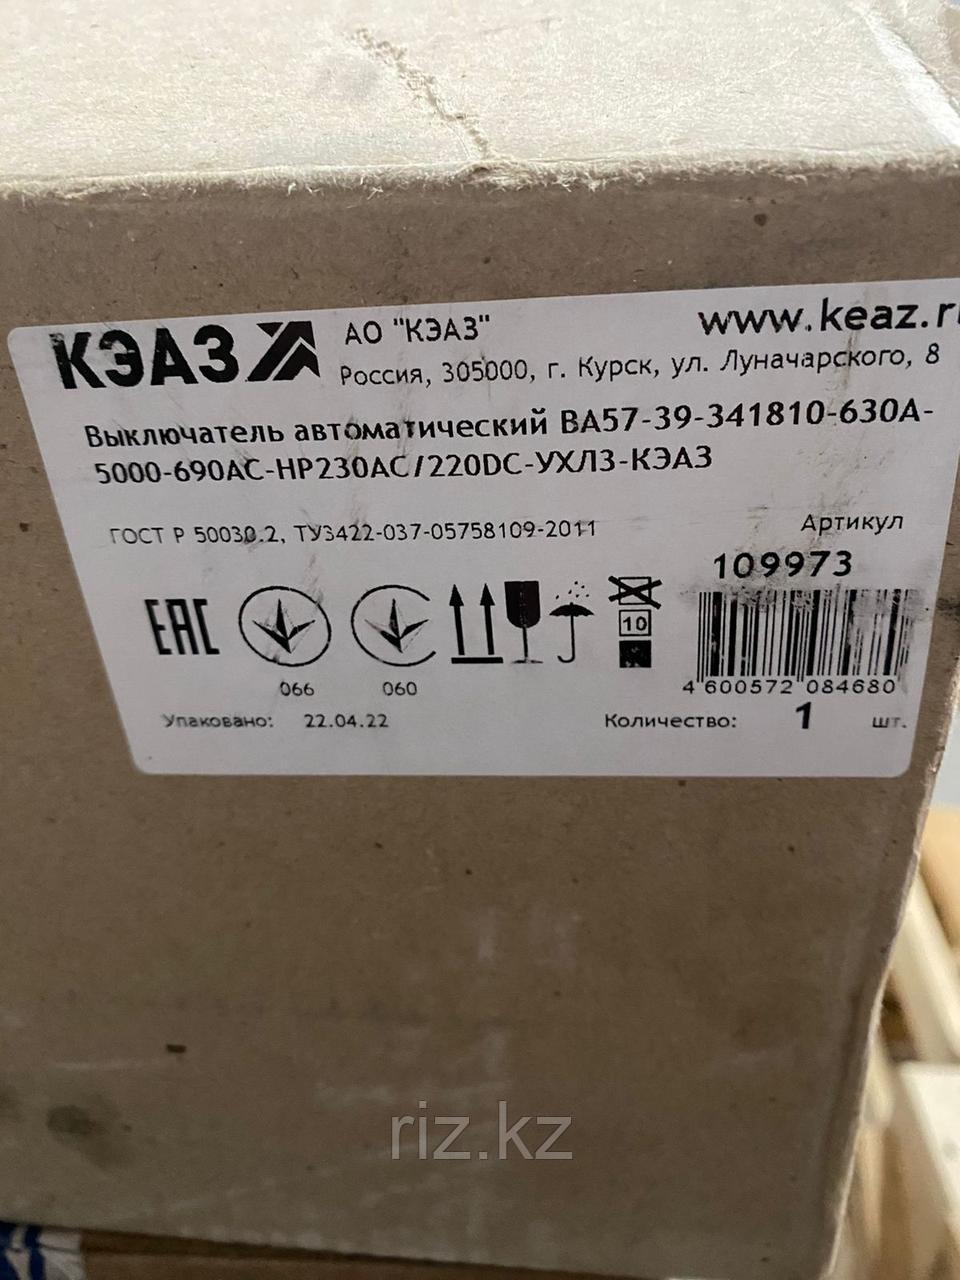 КЭАЗ
АО "КЭАЗ"
www.keaz.r
Россия, 305000, г. Курск, ул. Луначарского, 8
Выключатель автоматический ВА57-39-341810-630А-
5000-690АС-НР230АС/220DC-УХЛ3-КЭАЗ
ГОСТ Р 50030.2, ТУ3422-037-05758109-2011
Артикул
109973
ЕАС
10
066
060
4 600572 084680
Упаковано: 22.04.22
Количество: 1 шт.
riz.kz